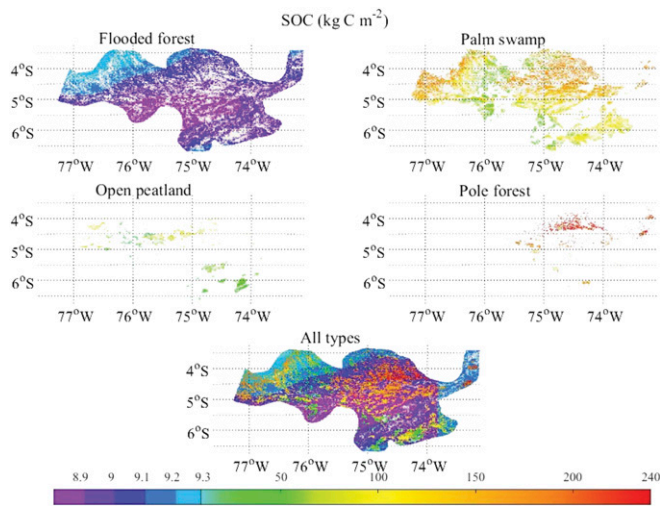 SOC (kg C m⁻²)
Flooded forest
Palm swamp
4°S
5°S
6°S
77°W 76°W 75°W 74°W
4°S
5°S
6°S
77°W 76°W 75°W 74°W
Open peatland
Pole forest
4°S
5°S
6°S
77°W 76°W 75°W 74°W
4°S
5°S
6°S
77°W 76°W 75°W 74°W
All types
4°S
5°S
6°S
77°W 76°W 75°W 74°W
8.9 9 9.1 9.2 9.3 50 100 150 200 240